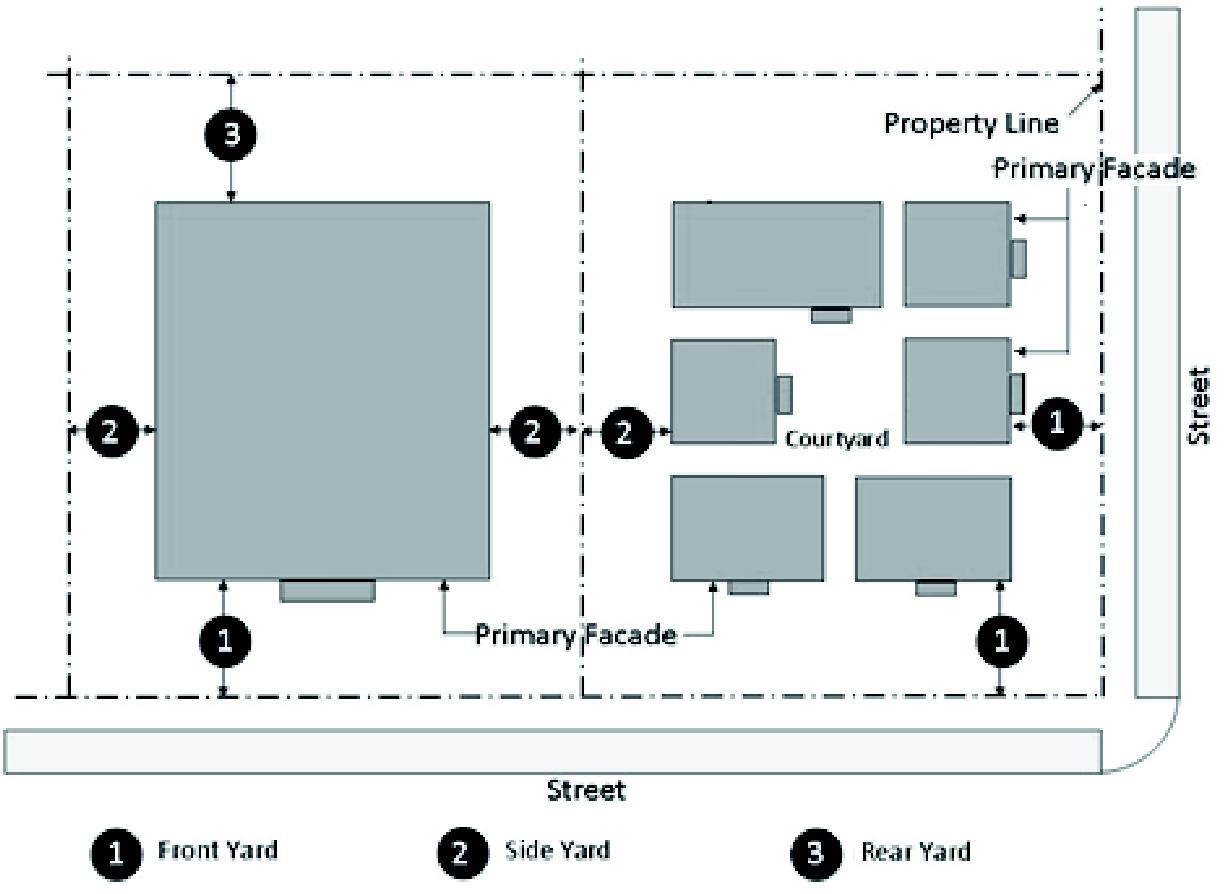 3
Property Line
Primary Facade
2
2
2
Courtyard
1
Street
1
Primary Facade
1
Street
1 Front Yard
2 Side Yard
3 Rear Yard